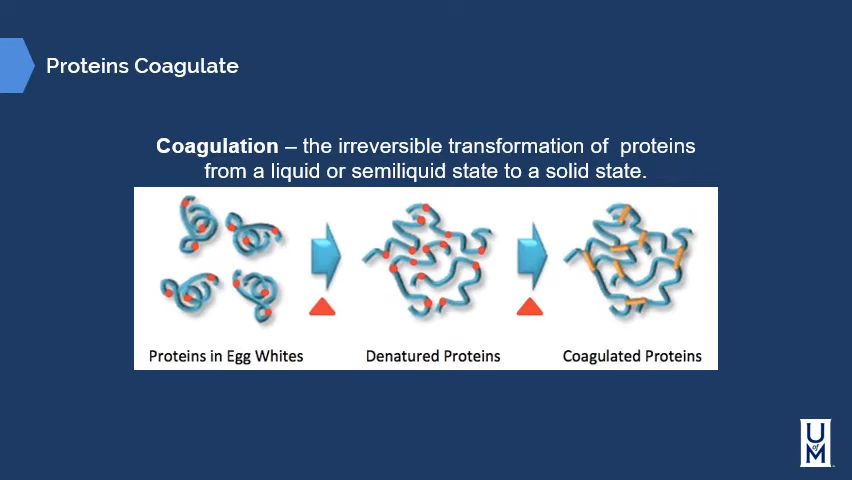 Proteins Coagulate
Coagulation – the irreversible transformation of proteins
from a liquid or semiliquid state to a solid state.
Proteins in Egg Whites
Denatured Proteins
Coagulated Proteins
U
of
M